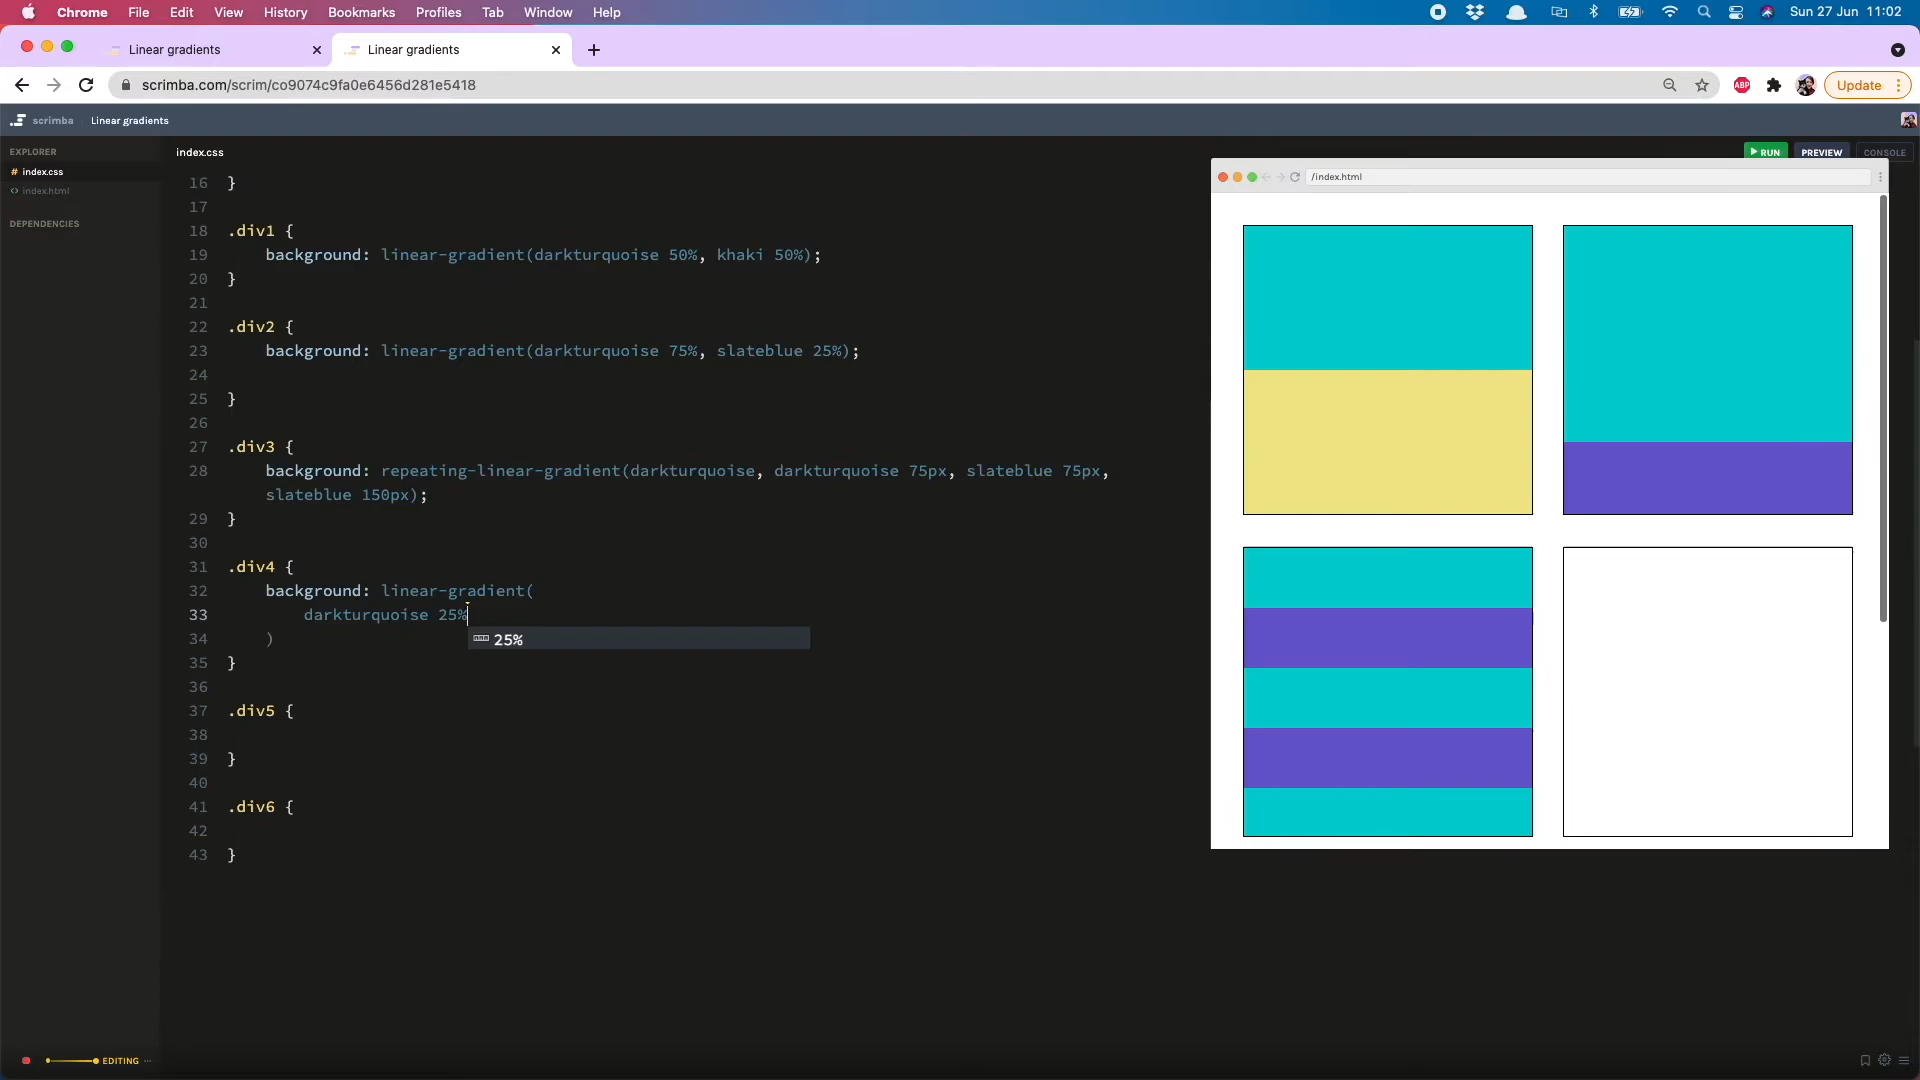 Chrome File Edit View History Bookmarks Profiles Tab Window Help Sun 27 Jun 11:02
Linear gradients Linear gradients
scrimba.com/scrim/co9074c9fa0e6456d281e5418 ABP Update
scrimba Linear gradients
EXPLORER index.css RUN PREVIEW CONSOLE
# index.css
<> index.html
DEPENDENCIES
/index.html
16 }
17
18 .div1 {
19 background: linear-gradient(darkturquoise 50%, khaki 50%);
20 }
21
22 .div2 {
23 background: linear-gradient(darkturquoise 75%, slateblue 25%);
24
25 }
26
27 .div3 {
28 background: repeating-linear-gradient(darkturquoise, darkturquoise 75px, slateblue 75px,
slateblue 150px);
29 }
30
31 .div4 {
32 background: linear-gradient(
33 darkturquoise 25%
25%
34 )
35 }
36
37 .div5 {
38
39 }
40
41 .div6 {
42
43 }
EDITING ...